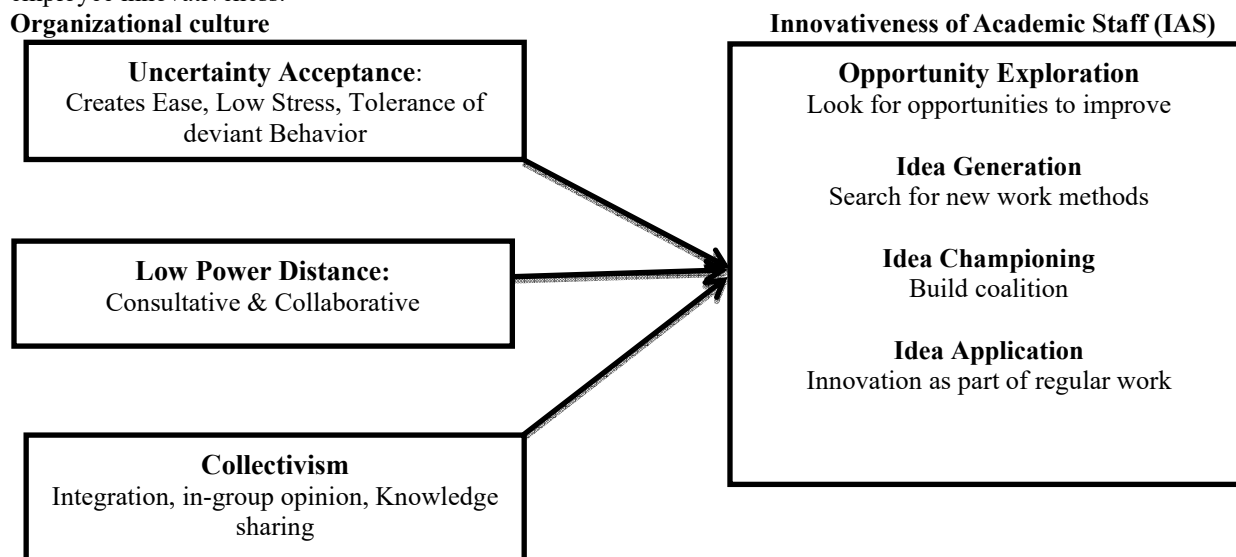 employee innovativeness.
Organizational culture
Innovativeness of Academic Staff (IAS)
Uncertainty Acceptance:
Creates Ease, Low Stress, Tolerance of
deviant Behavior
Low Power Distance:
Consultative & Collaborative
Collectivism
Integration, in-group opinion, Knowledge
sharing
Opportunity Exploration
Look for opportunities to improve
Idea Generation
Search for new work methods
Idea Championing
Build coalition
Idea Application
Innovation as part of regular work